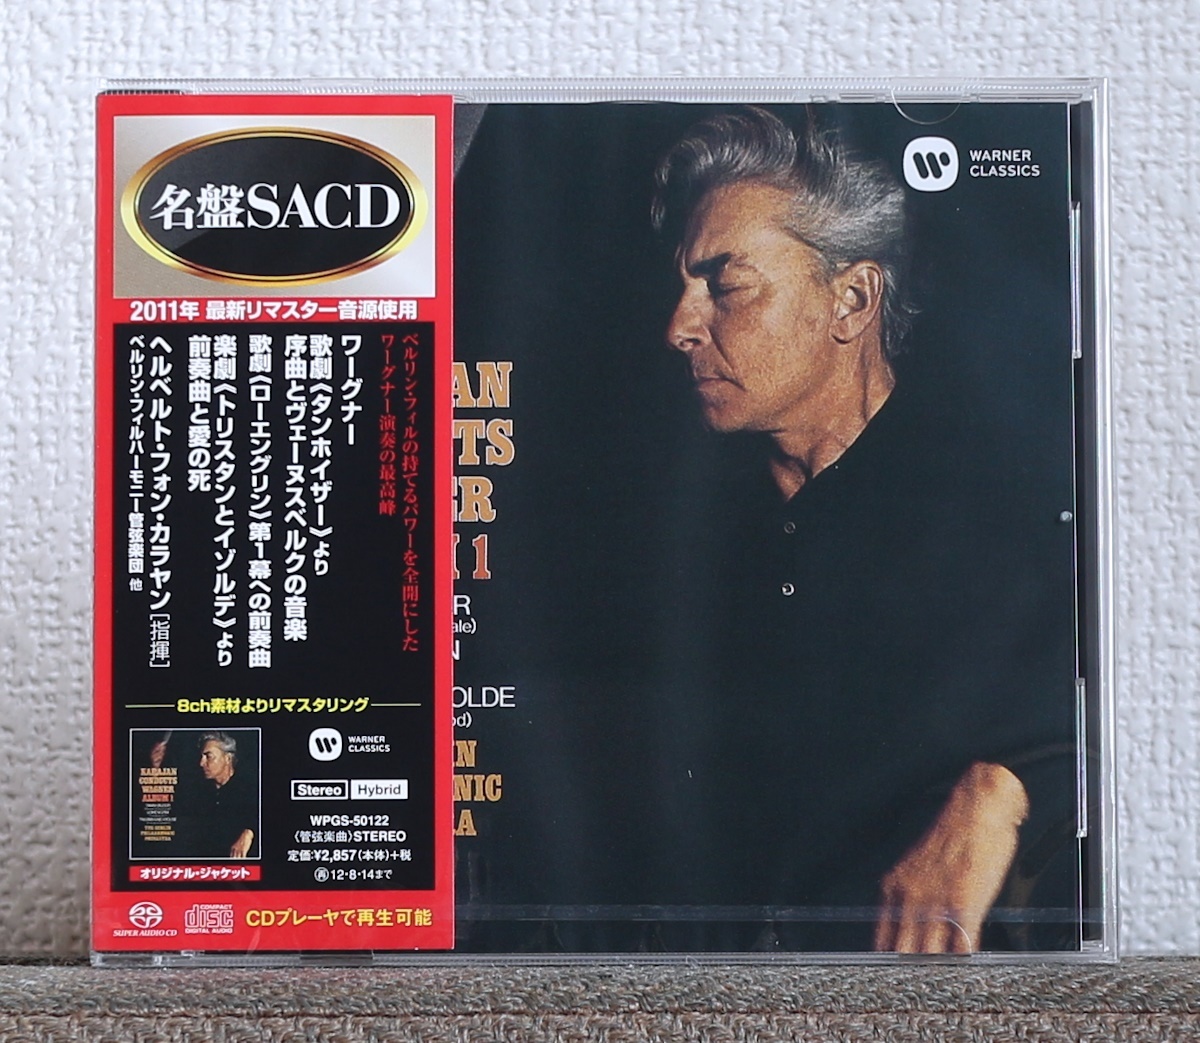 名盤SACD
2011年 最新リマスター音源使用
ベルリン・フィルの持てるパワーを全開にした
ワーグナー演奏の最高峰
ワーグナー
歌劇《タンホイザー》より
序曲とヴェーヌスベルクの音楽
歌劇《ローエングリン》第1幕への前奏曲
楽劇《トリスタンとイゾルデ》より
前奏曲と愛の死
ヘルベルト・フォン・カラヤン[指揮]
ベルリン・フィルハーモニー管弦楽団 他
8ch素材よりリマスタリング
KARAJAN
CONDUCTS
WAGNER
ALBUM 1
THE BERLIN
PHILHARMONIC
ORCHESTRA
オリジナル・ジャケット
WARNER
CLASSICS
Stereo Hybrid
WPGS-50122
〈管弦楽曲〉STEREO
定価:¥2,857(本体)+税
再12・8・14まで
SUPER AUDIO CD
COMPACT
disc
DIGITAL AUDIO
CDプレーヤで再生可能
WARNER
CLASSICS
AN
TS
ER
1
R
ale)
N
OLDE
od)
IN
NIC
RA